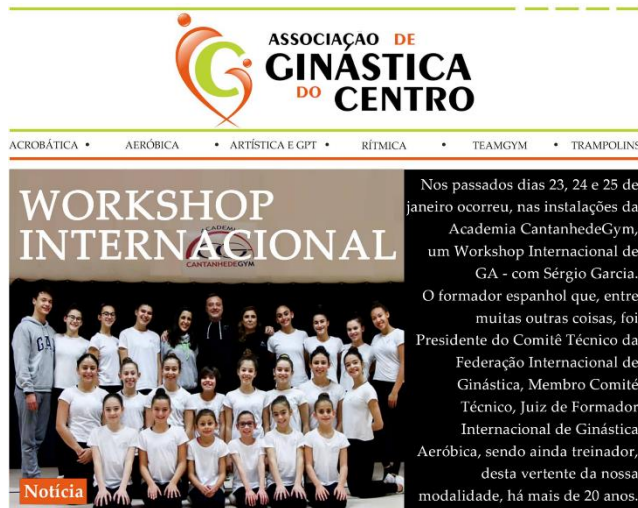 ASSOCIAÇÃO DE
GINÁSTICA
DO CENTRO
ACROBÁTICA • AERÓBICA • ARTÍSTICA E GPT • RÍTMICA • TEAMGYM • TRAMPOLINS
WORKSHOP
INTERNACIONAL
ACADEMI
CANTANHEDEGYM
GA
Notícia
Nos passados dias 23, 24 e 25 de
janeiro ocorreu, nas instalações da
Academia CantanhedeGym,
um Workshop Internacional de
GA - com Sérgio Garcia.
O formador espanhol que, entre
muitas outras coisas, foi
Presidente do Comitê Técnico da
Federação Internacional de
Ginástica, Membro Comité
Técnico, Juiz de Formador
Internacional de Ginástica
Aeróbica, sendo ainda treinador,
desta vertente da nossa
modalidade, há mais de 20 anos.